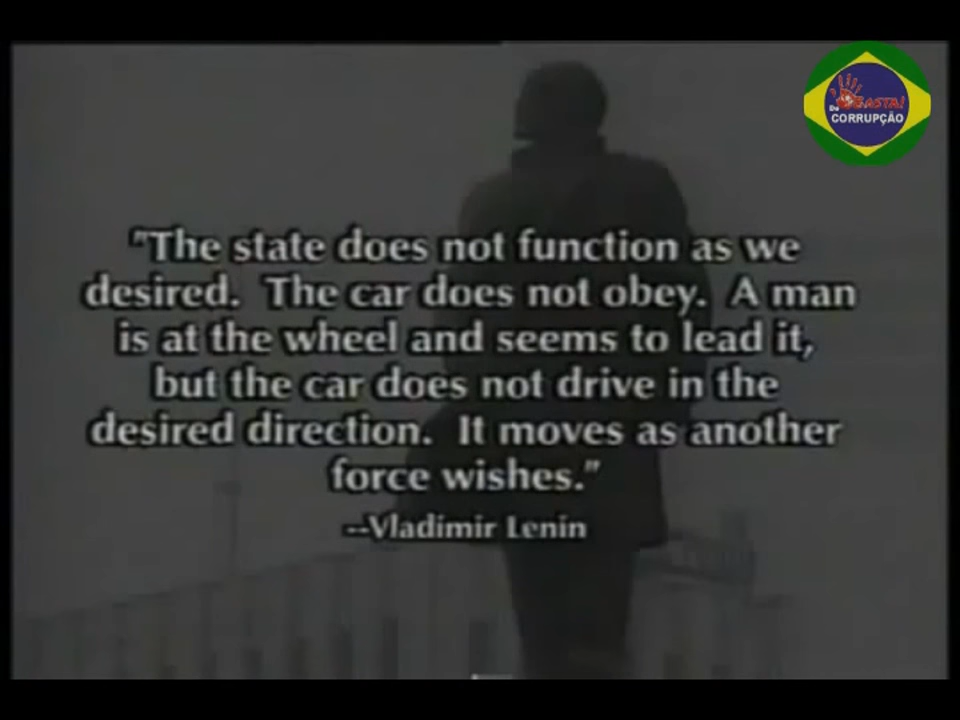 BASTA!
De
CORRUPÇÃO
"The state does not function as we
desired. The car does not obey. A man
is at the wheel and seems to lead it,
but the car does not drive in the
desired direction. It moves as another
force wishes."
--Vladimir Lenin